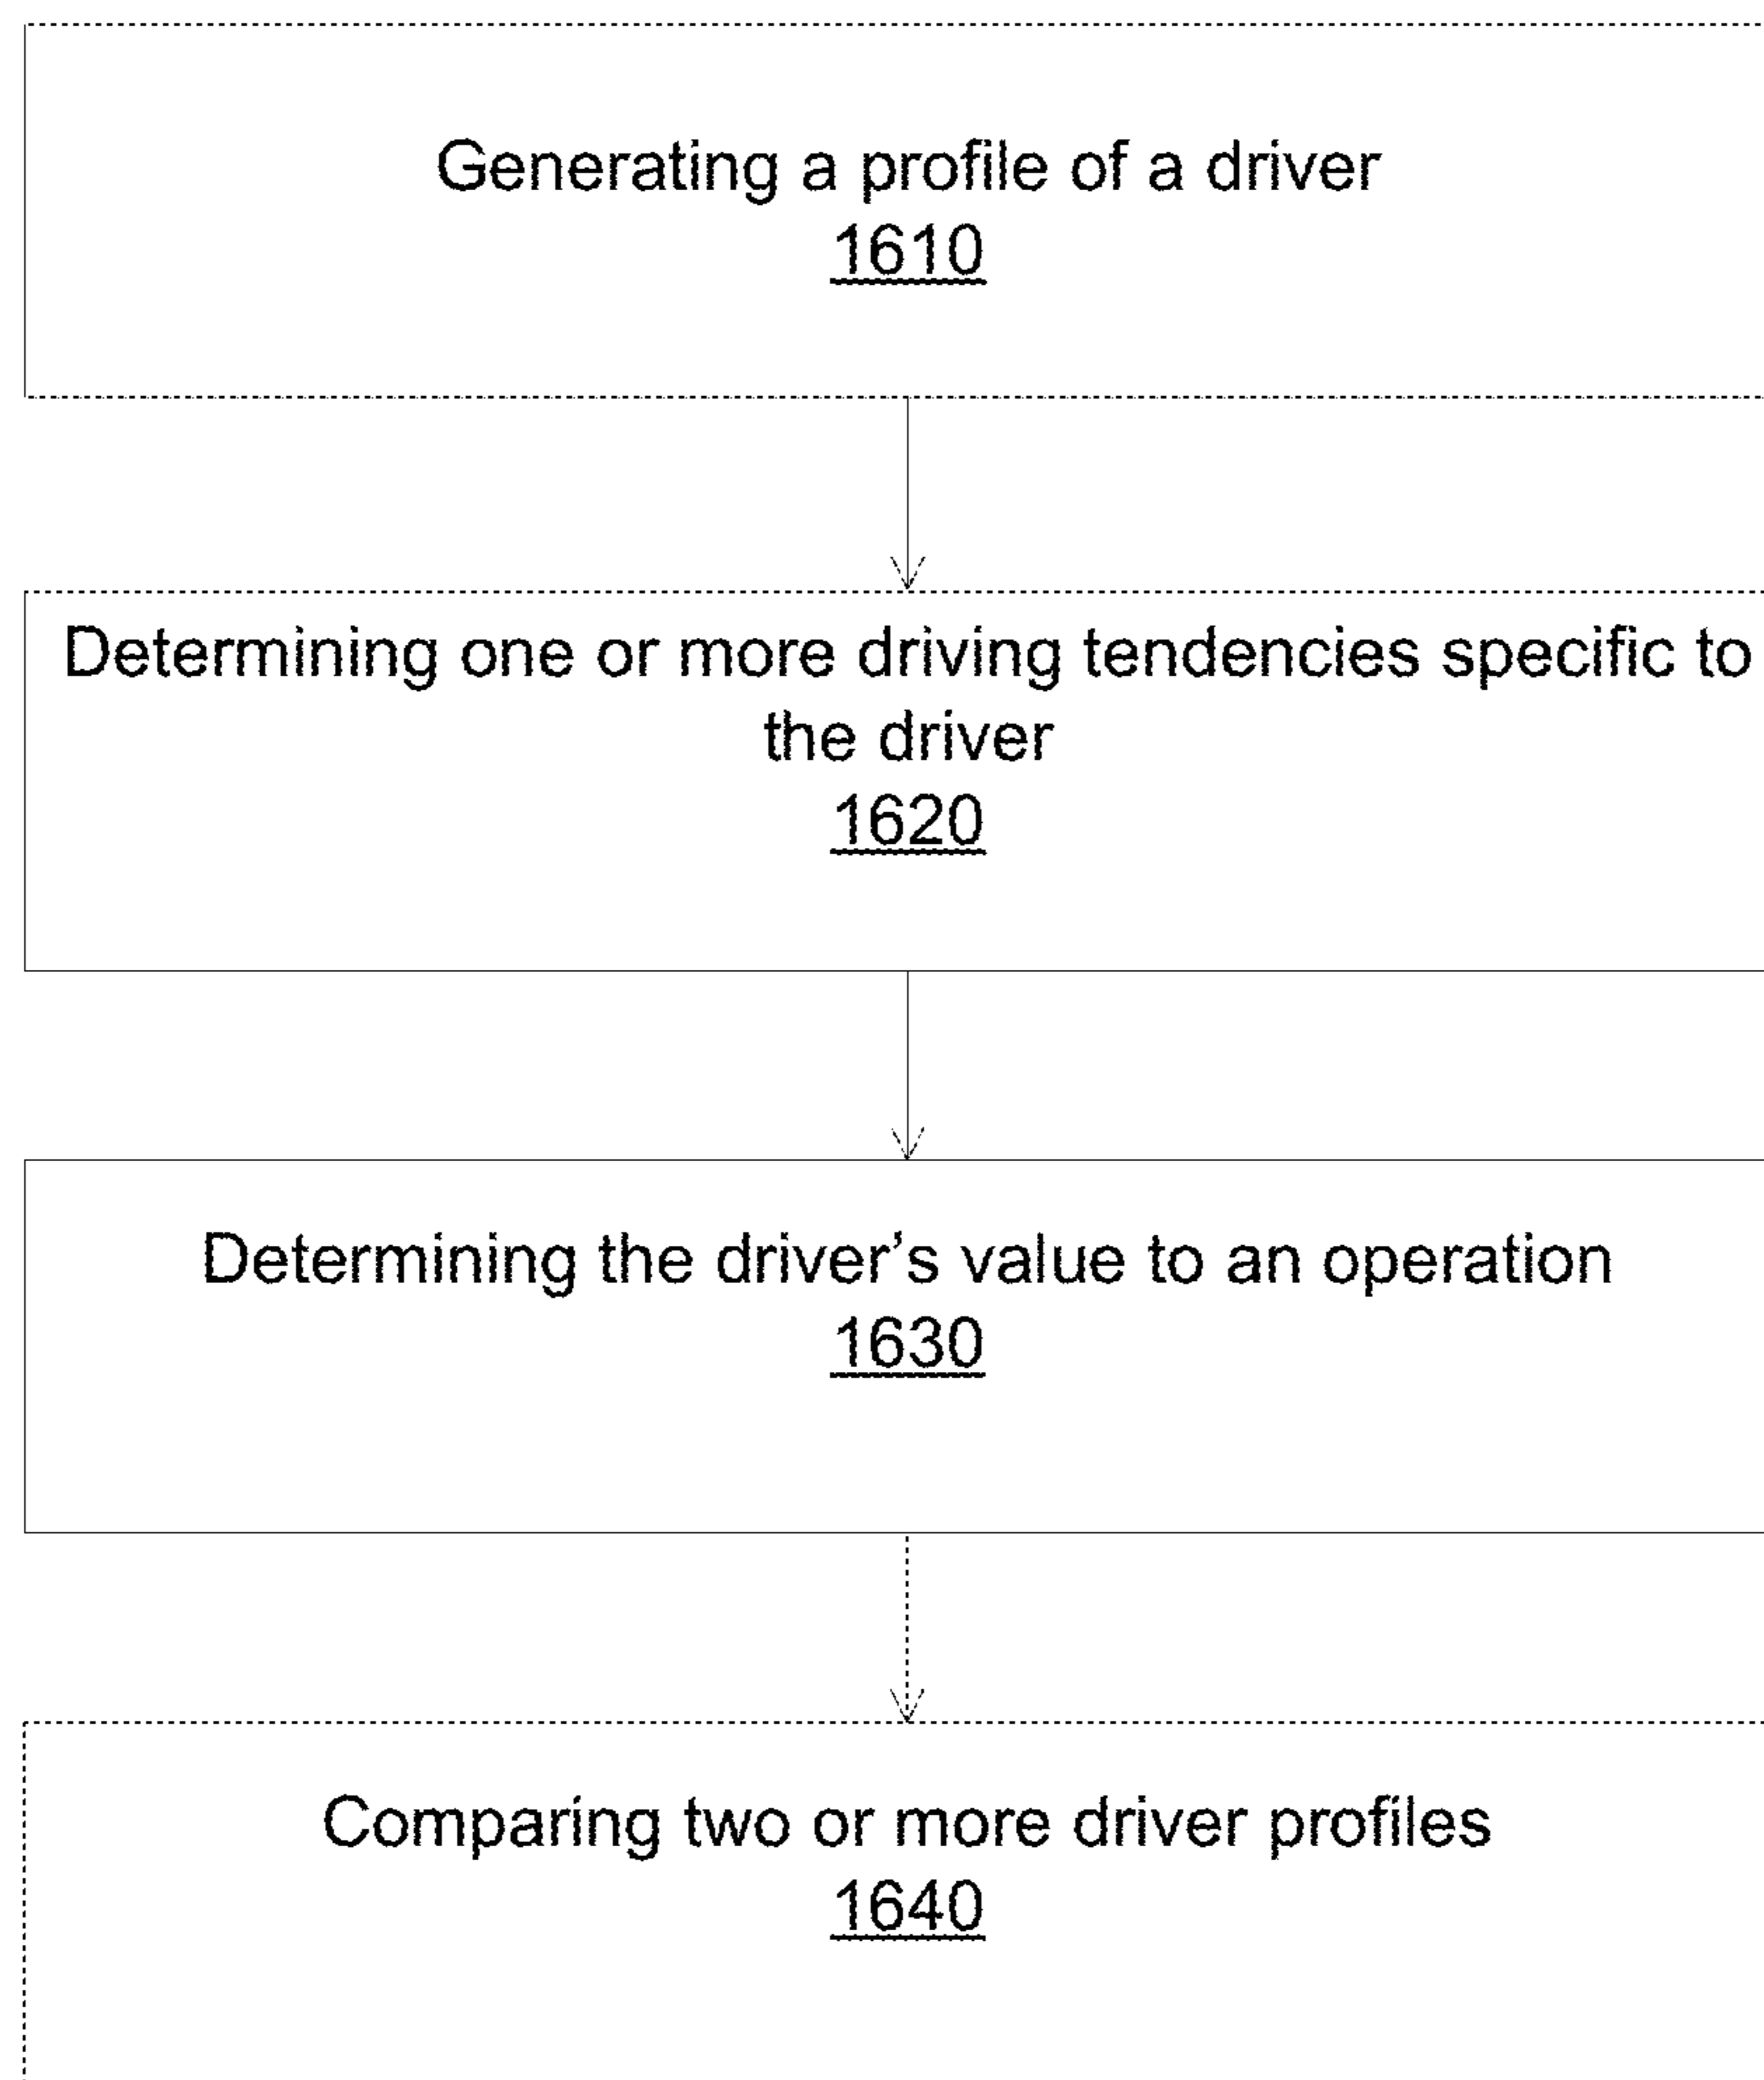 Generating a profile of a driver
1610
Determining one or more driving tendencies specific to
the driver
1620
Determining the driver’s value to an operation
1630
Comparing two or more driver profiles
1640